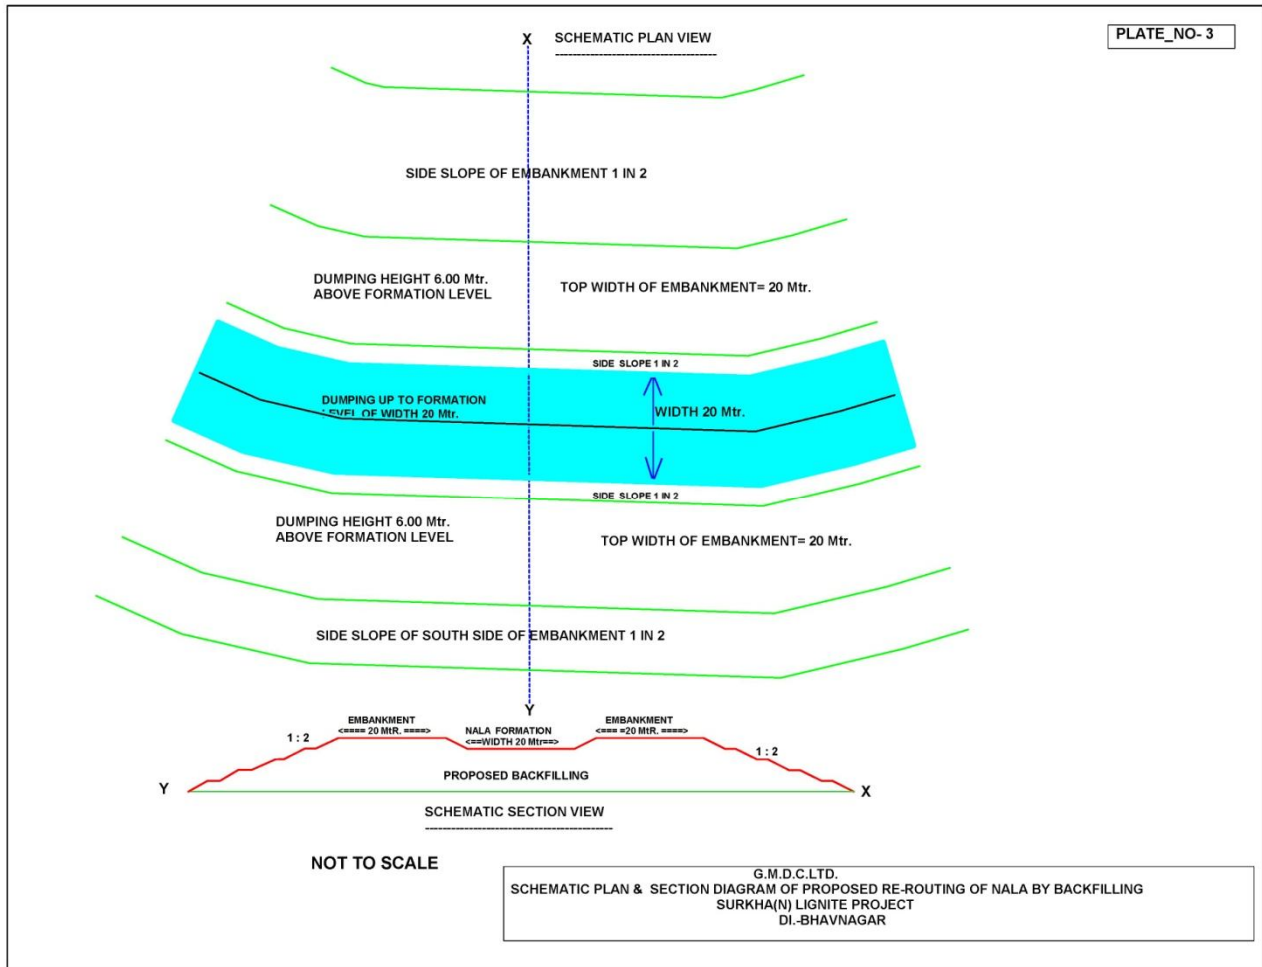 X
SCHEMATIC PLAN VIEW
PLATE_NO- 3
SIDE SLOPE OF EMBANKMENT 1 IN 2
DUMPING HEIGHT 6.00 Mtr.
ABOVE FORMATION LEVEL
TOP WIDTH OF EMBANKMENT= 20 Mtr.
SIDE SLOPE 1 IN 2
DUMPING UP TO FORMATION
LEVEL OF WIDTH 20 Mtr.
WIDTH 20 Mtr.
SIDE SLOPE 1 IN 2
DUMPING HEIGHT 6.00 Mtr.
ABOVE FORMATION LEVEL
TOP WIDTH OF EMBANKMENT= 20 Mtr.
SIDE SLOPE OF SOUTH SIDE OF EMBANKMENT 1 IN 2
Y
EMBANKMENT
<==== 20 MtR. ====>
NALA FORMATION
<==WIDTH 20 Mtr==>
EMBANKMENT
<=== =20 MtR. ====>
1 : 2
1 : 2
PROPOSED BACKFILLING
Y
X
SCHEMATIC SECTION VIEW
NOT TO SCALE
G.M.D.C.LTD.
SCHEMATIC PLAN & SECTION DIAGRAM OF PROPOSED RE-ROUTING OF NALA BY BACKFILLING
SURKHA(N) LIGNITE PROJECT
DI.-BHAVNAGAR